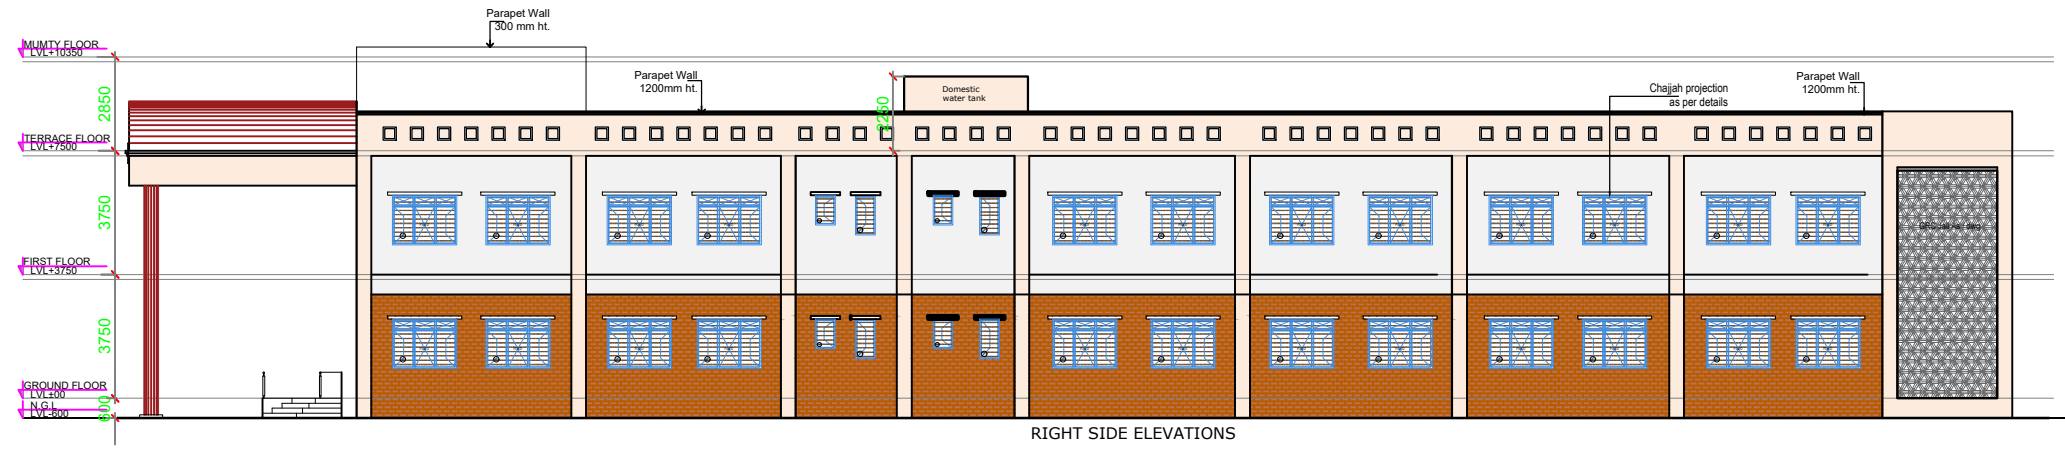 Parapet Wall
300 mm ht.
MUMTY FLOOR
LVL+10350
Parapet Wall
1200mm ht.
Domestic
water tank
Chajjah projection
as per details
Parapet Wall
1200mm ht.
2850
2250
TERRACE FLOOR
LVL+7500
3750
FIRST FLOOR
LVL+3750
3750
GROUND FLOOR
LVL±00
N.G.L
LVL-600
600
RIGHT SIDE ELEVATIONS